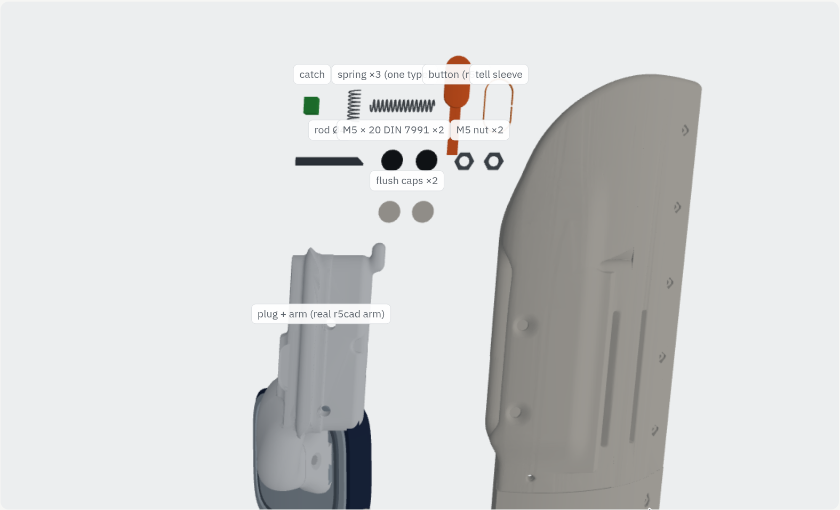 catch
spring ×3 (one typ
button (r
tell sleeve
rod
M5 × 20 DIN 7991 ×2
M5 nut ×2
flush caps ×2
plug + arm (real r5cad arm)